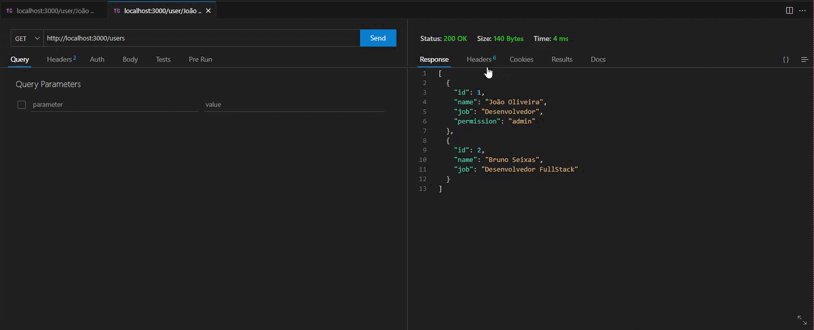 TC localhost:3000/user/João ..
TC localhost:3000/user/João ..
GET http://localhost:3000/users Send
Query Headers 2 Auth Body Tests Pre Run
Query Parameters
parameter value
Status: 200 OK Size: 140 Bytes Time: 4 ms
Response Headers 6 Cookies Results Docs { }
1 [
2 {
3 "id": 1,
4 "name": "João Oliveira",
5 "job": "Desenvolvedor",
6 "permission": "admin"
7 },
8 {
9 "id": 2,
10 "name": "Bruno Seixas",
11 "job": "Desenvolvedor FullStack"
12 }
13 ]